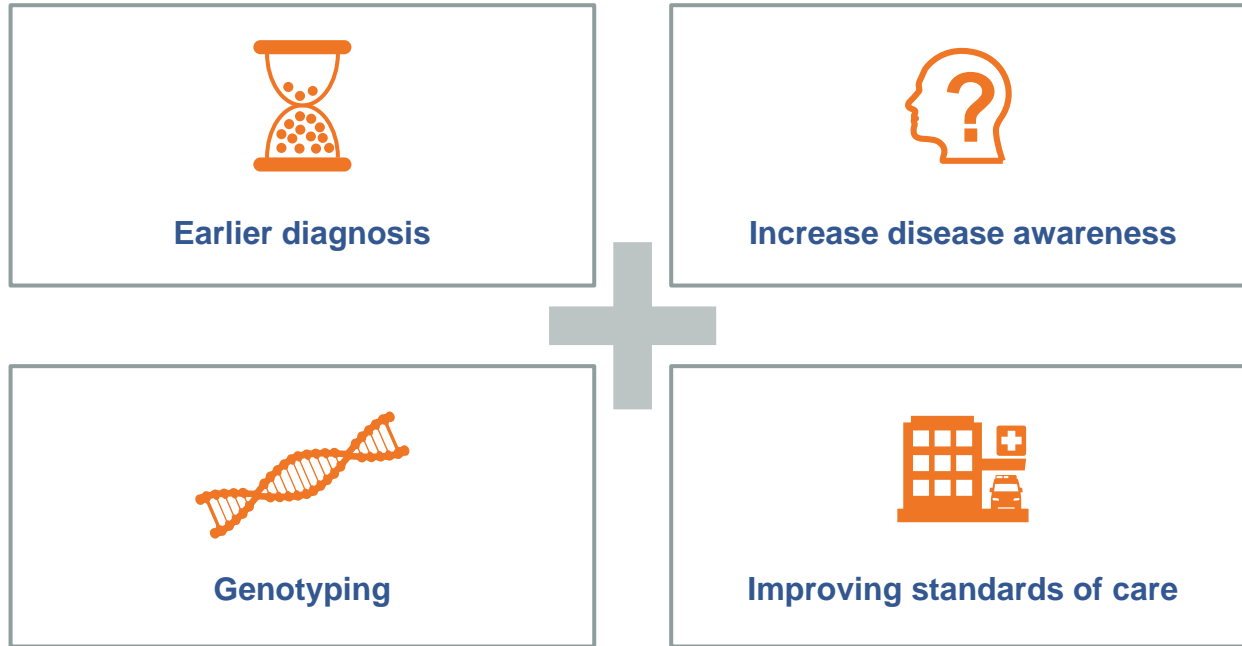 Earlier diagnosis
?
Increase disease awareness
Genotyping
Improving standards of care